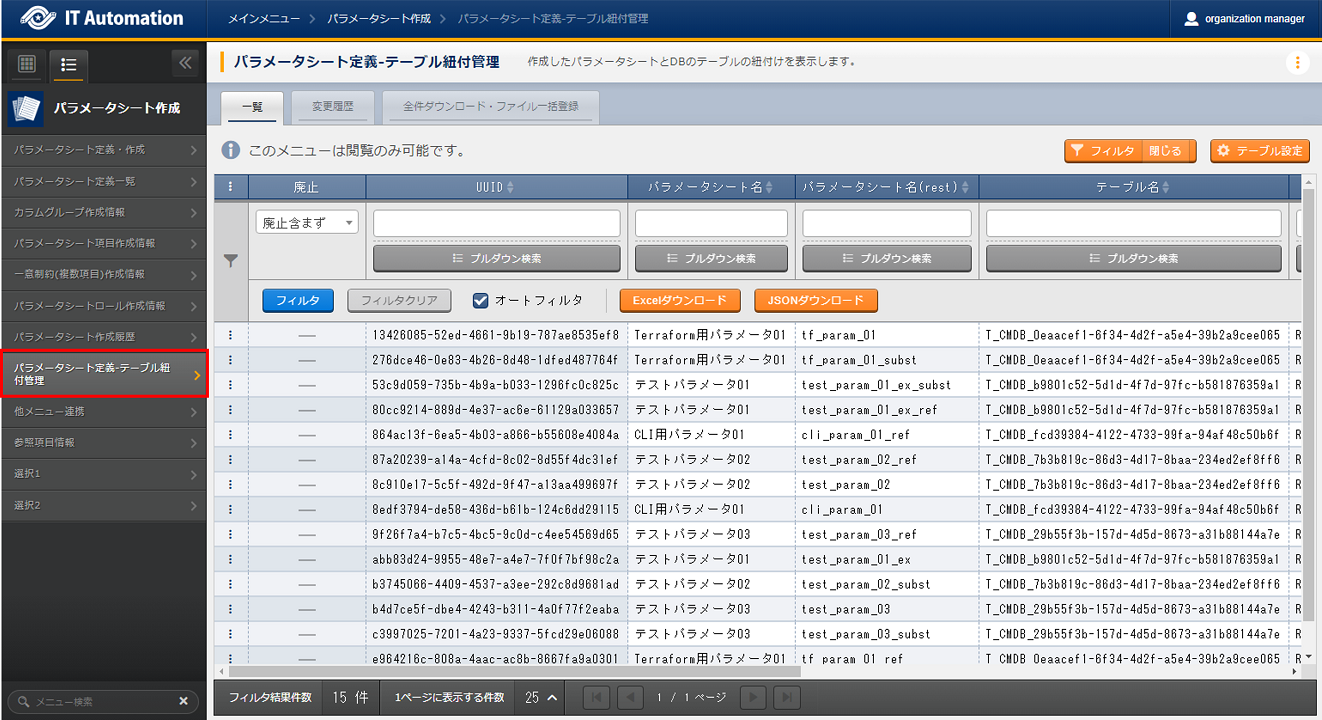 IT Automation
メインメニュー
パラメータシート作成
パラメータシート定義-テーブル紐付管理
organization manager
パラメータシート作成
パラメータシート定義・作成
パラメータシート定義一覧
カラムグループ作成情報
パラメータシート項目作成情報
一意制約(複数項目)作成情報
パラメータシートロール作成情報
パラメータシート作成履歴
パラメータシート定義-テーブル紐
付管理
他メニュー連携
参照項目情報
選択1
選択2
メニュー検索
パラメータシート定義-テーブル紐付管理 作成したパラメータシートとDBのテーブルの紐付けを表示します。
一覧 変更履歴 全件ダウンロード・ファイル一括登録
このメニューは閲覧のみ可能です。
フィルタ 閉じる テーブル設定
廃止 UUID パラメータシート名 パラメータシート名(rest) テーブル名
廃止含まず
プルダウン検索 プルダウン検索 プルダウン検索 プルダウン検索
フィルタ フィルタクリア オートフィルタ Excelダウンロード JSONダウンロード
13426085-52ed-4661-9b19-787ae8535ef8 Terraform用パラメータ01 tf_param_01 T_CMDB_0eaacef1-6f34-4d2f-a5e4-39b2a9cee065 R
276dce46-0e83-4b26-8d48-1dfed487764f Terraform用パラメータ01 tf_param_01_subst T_CMDB_0eaacef1-6f34-4d2f-a5e4-39b2a9cee065 R
53c9d059-735b-4b9a-b033-1296fc0c825c テストパラメータ01 test_param_01_ex_subst T_CMDB_b9801c52-5d1d-4f7d-97fc-b581876359a1 R
80cc9214-889d-4e37-ac6e-61129a033657 テストパラメータ01 test_param_01_ex_ref T_CMDB_b9801c52-5d1d-4f7d-97fc-b581876359a1 R
864ac13f-6ea5-4b03-a866-b55608e4084a CLI用パラメータ01 cli_param_01_ref T_CMDB_fcd39384-4122-4733-99fa-94af48c50b6f R
87a20239-a14a-4cfd-8c02-8d55f4dc31ef テストパラメータ02 test_param_02_ref T_CMDB_7b3b819c-86d3-4d17-8baa-234ed2ef8ff6 R
8c910e17-5c5f-492d-9f47-a13aa499697f テストパラメータ02 test_param_02 T_CMDB_7b3b819c-86d3-4d17-8baa-234ed2ef8ff6 R
8edf3794-de58-436d-b61b-124c6dd29115 CLI用パラメータ01 cli_param_01 T_CMDB_fcd39384-4122-4733-99fa-94af48c50b6f R
9f26f7a4-b7c5-4bc5-9c0d-c4ee54569d65 テストパラメータ03 test_param_03_ref T_CMDB_29b55f3b-157d-4d5d-8673-a31b88144a7e R
abb83d24-9955-48e7-a4e7-7f0f7bf98c2a テストパラメータ01 test_param_01_ex T_CMDB_b9801c52-5d1d-4f7d-97fc-b581876359a1 R
b3745066-4409-4537-a3ee-292c8d9681ad テストパラメータ02 test_param_02_subst T_CMDB_7b3b819c-86d3-4d17-8baa-234ed2ef8ff6 R
b4d7ce5f-dbe4-4243-b311-4a0f77f2eaba テストパラメータ03 test_param_03 T_CMDB_29b55f3b-157d-4d5d-8673-a31b88144a7e R
c3997025-7201-4a23-9337-5fcd29e06088 テストパラメータ03 test_param_03_subst T_CMDB_29b55f3b-157d-4d5d-8673-a31b88144a7e R
e964216c-808a-4aac-ac8b-8667fa9a0301 Terraform用パラメータ01 tf_param_01_ref T_CMDB_0eaacef1-6f34-4d2f-a5e4-39b2a9cee065 R
フィルタ結果件数 15 件 1ページに表示する件数 25 1 / 1 ページ